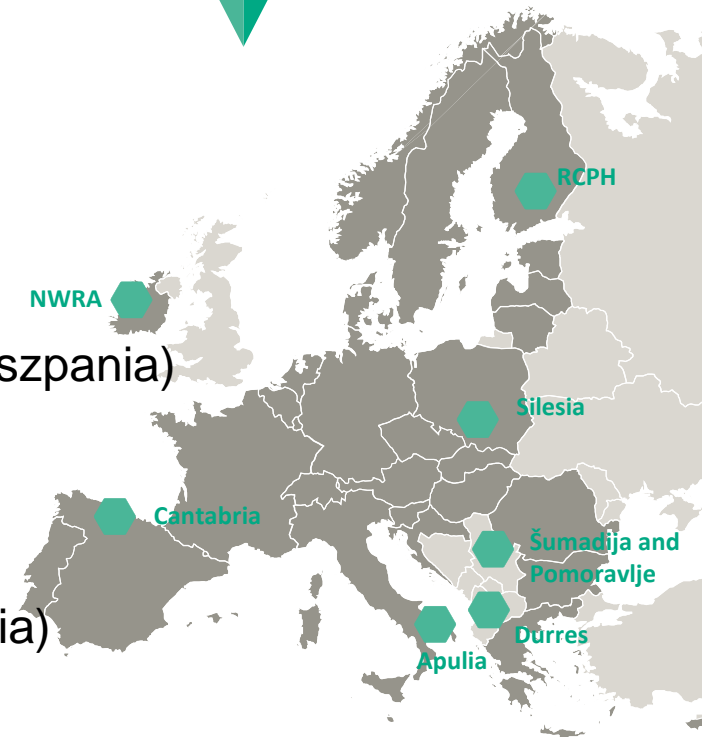 RCPH
NWRA
szpania)
Silesia
Cantabria
Šumadija and
Pomoravlje
ia)
Durres
Apulia